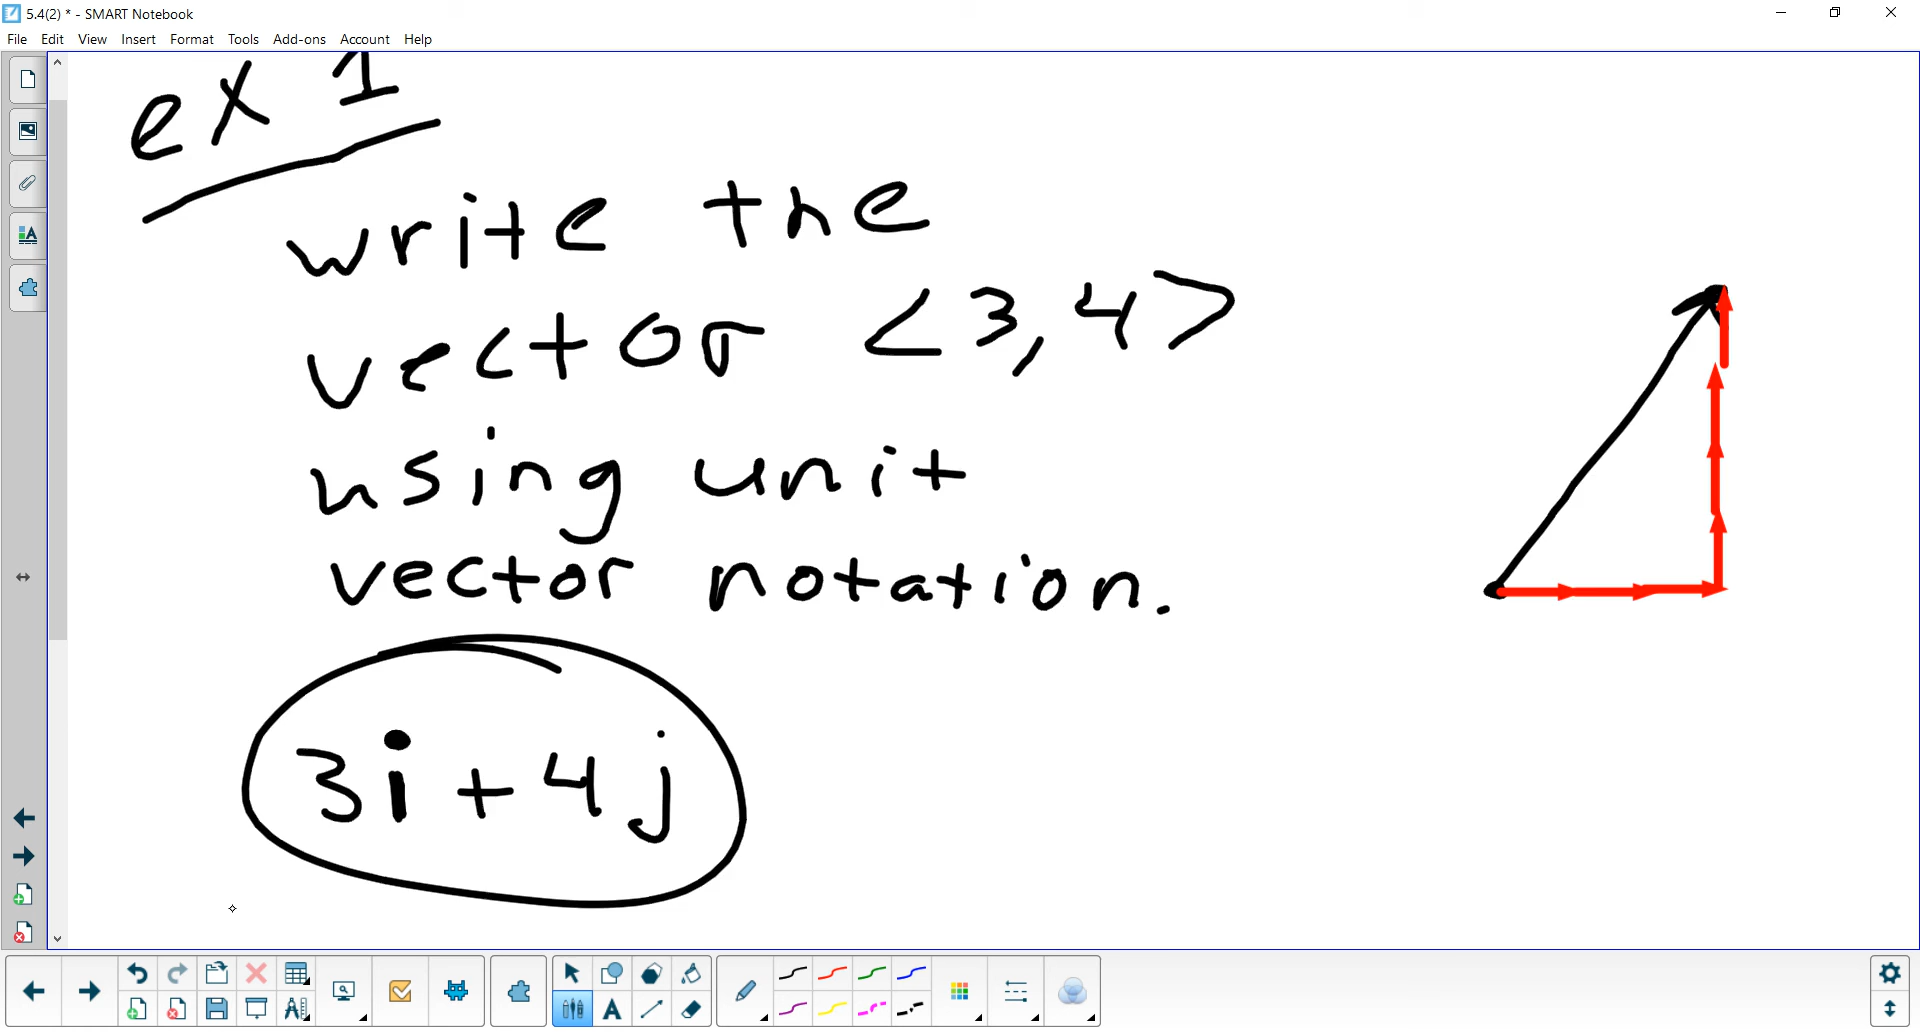 5.4(2) * - SMART Notebook
File Edit View Insert Format Tools Add-ons Account Help
ex 1
write the
vector <3,4>
using unit
vector notation.
3i+4j